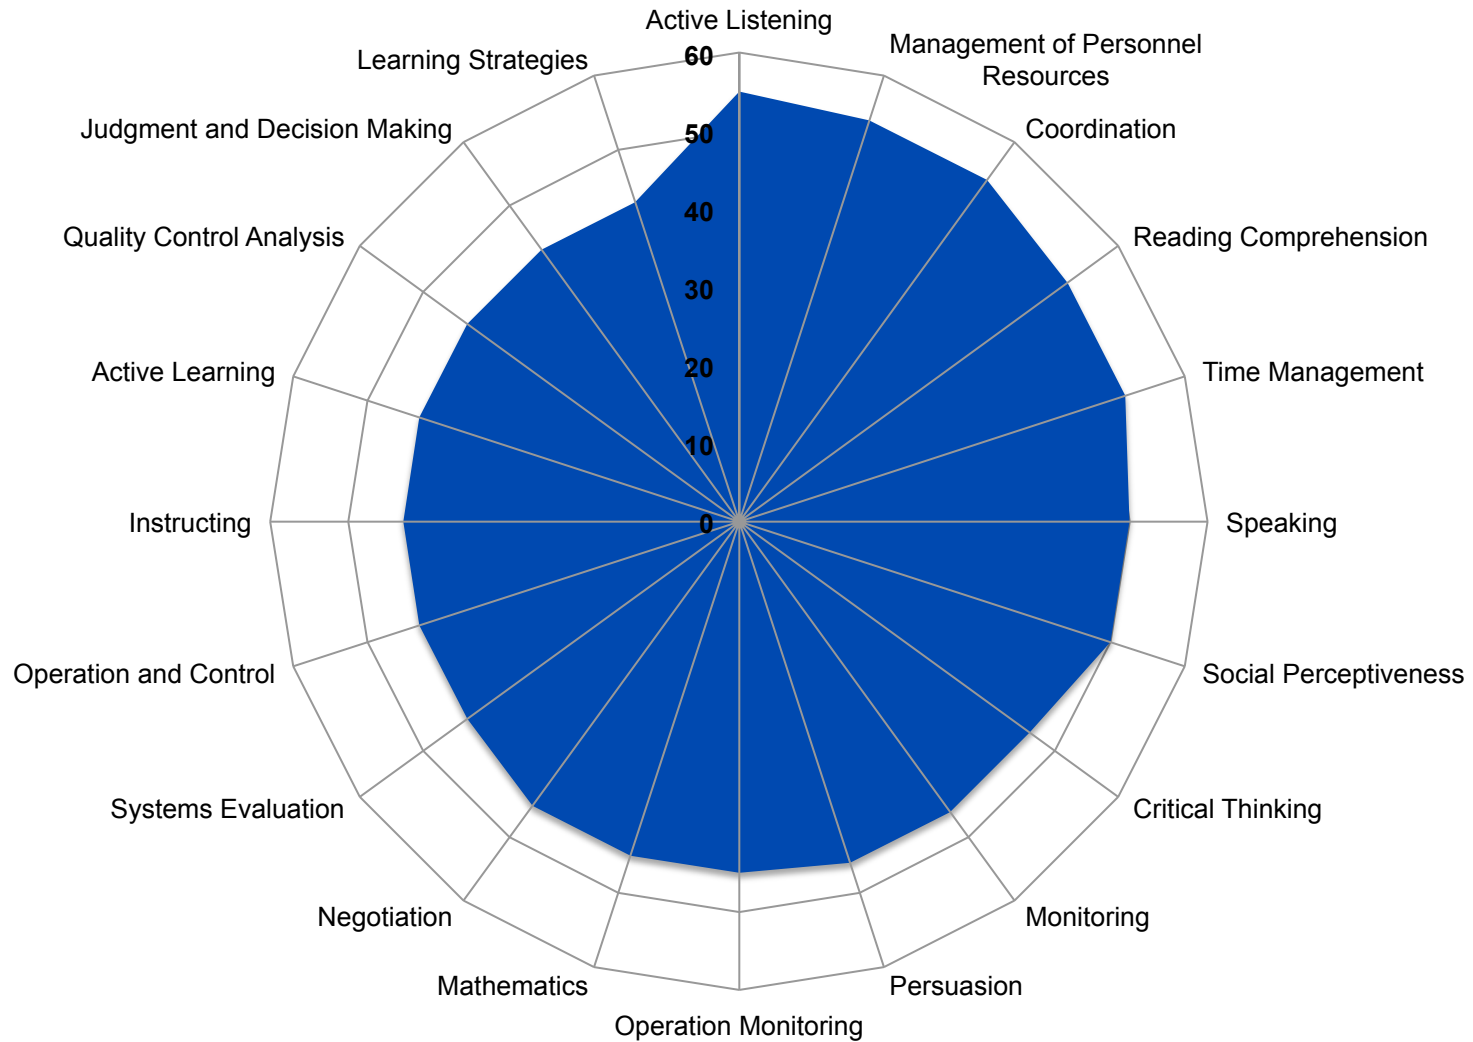 Active Listening
Management of Personnel
Resources
Coordination
Reading Comprehension
Time Management
Speaking
Social Perceptiveness
Critical Thinking
Monitoring
Persuasion
Operation Monitoring
Mathematics
Negotiation
Systems Evaluation
Operation and Control
Instructing
Active Learning
Quality Control Analysis
Judgment and Decision Making
Learning Strategies
60
50
40
30
20
10
0